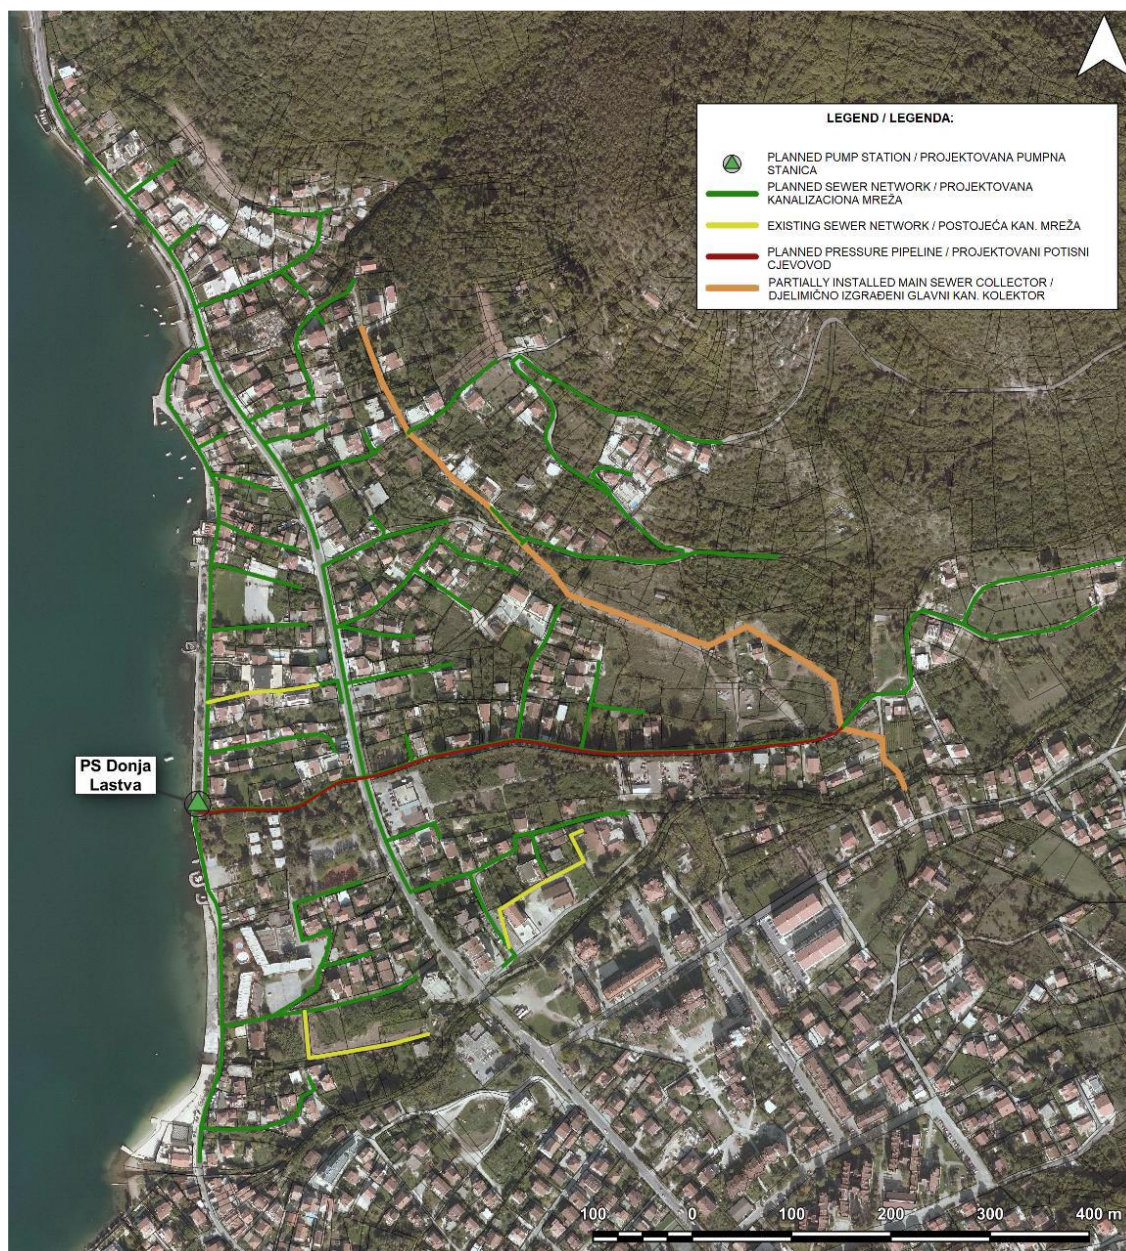 LEGEND / LEGENDA:
PLANNED PUMP STATION / PROJEKTOVANA PUMPNA
STANICA
PLANNED SEWER NETWORK / PROJEKTOVANA
KANALIZACIONA MREŽA
EXISTING SEWER NETWORK / POSTOJEĆA KAN. MREŽA
PLANNED PRESSURE PIPELINE / PROJEKTOVANI POTISNI
CJEVOVOD
PARTIALLY INSTALLED MAIN SEWER COLLECTOR /
DJELIMIČNO IZGRAĐENI GLAVNI KAN. KOLEKTOR
PS Donja
Lastva
100 0 100 200 300 400 m